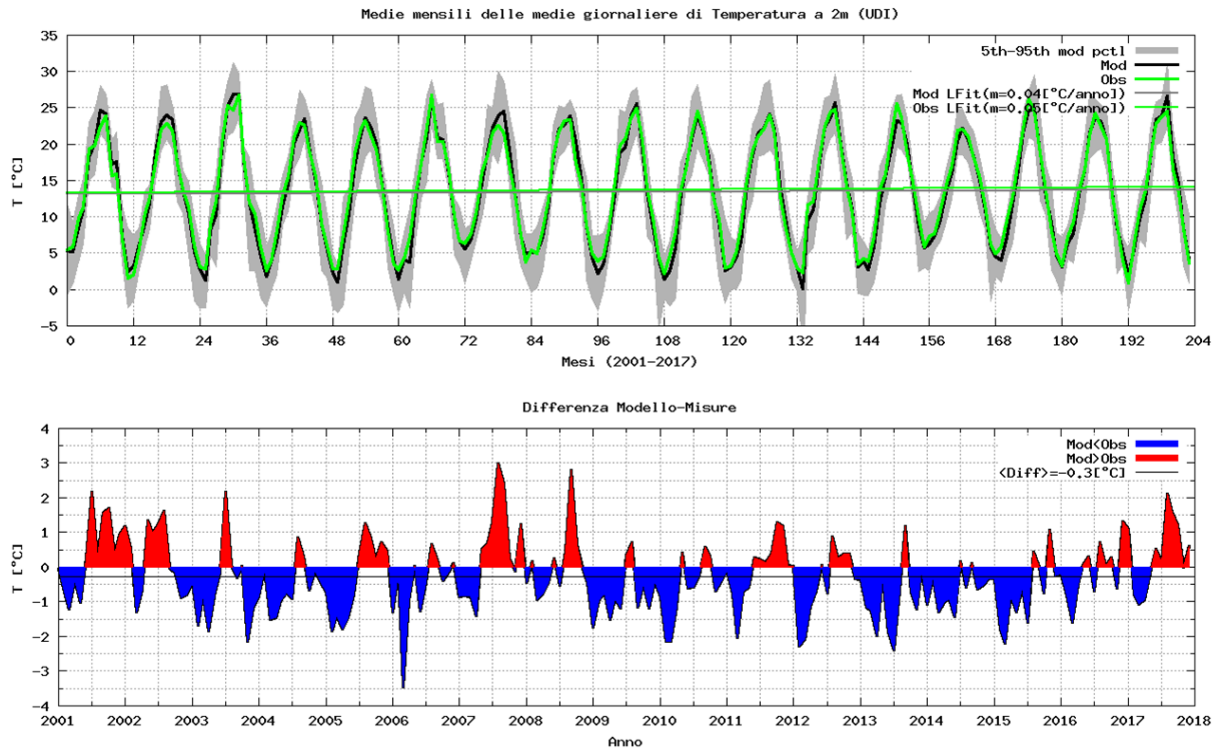 Medie mensili delle medie giornaliere di Temperatura a 2m (UDI)
35
30
25
20
15
10
5
0
-5
T [°C]
5th-95th mod pctl
Mod
Obs
Mod LFit(m=0.04[°C/anno])
Obs LFit(m=0.05[°C/anno])
0 12 24 36 48 60 72 84 96 108 120 132 144 156 168 180 192 204
Mesi (2001-2017)
Differenza Modello-Misure
4
3
2
1
0
-1
-2
-3
-4
T [°C]
Mod<Obs
Mod>Obs
<Diff>=-0.3[°C]
2001 2002 2003 2004 2005 2006 2007 2008 2009 2010 2011 2012 2013 2014 2015 2016 2017 2018
Anno